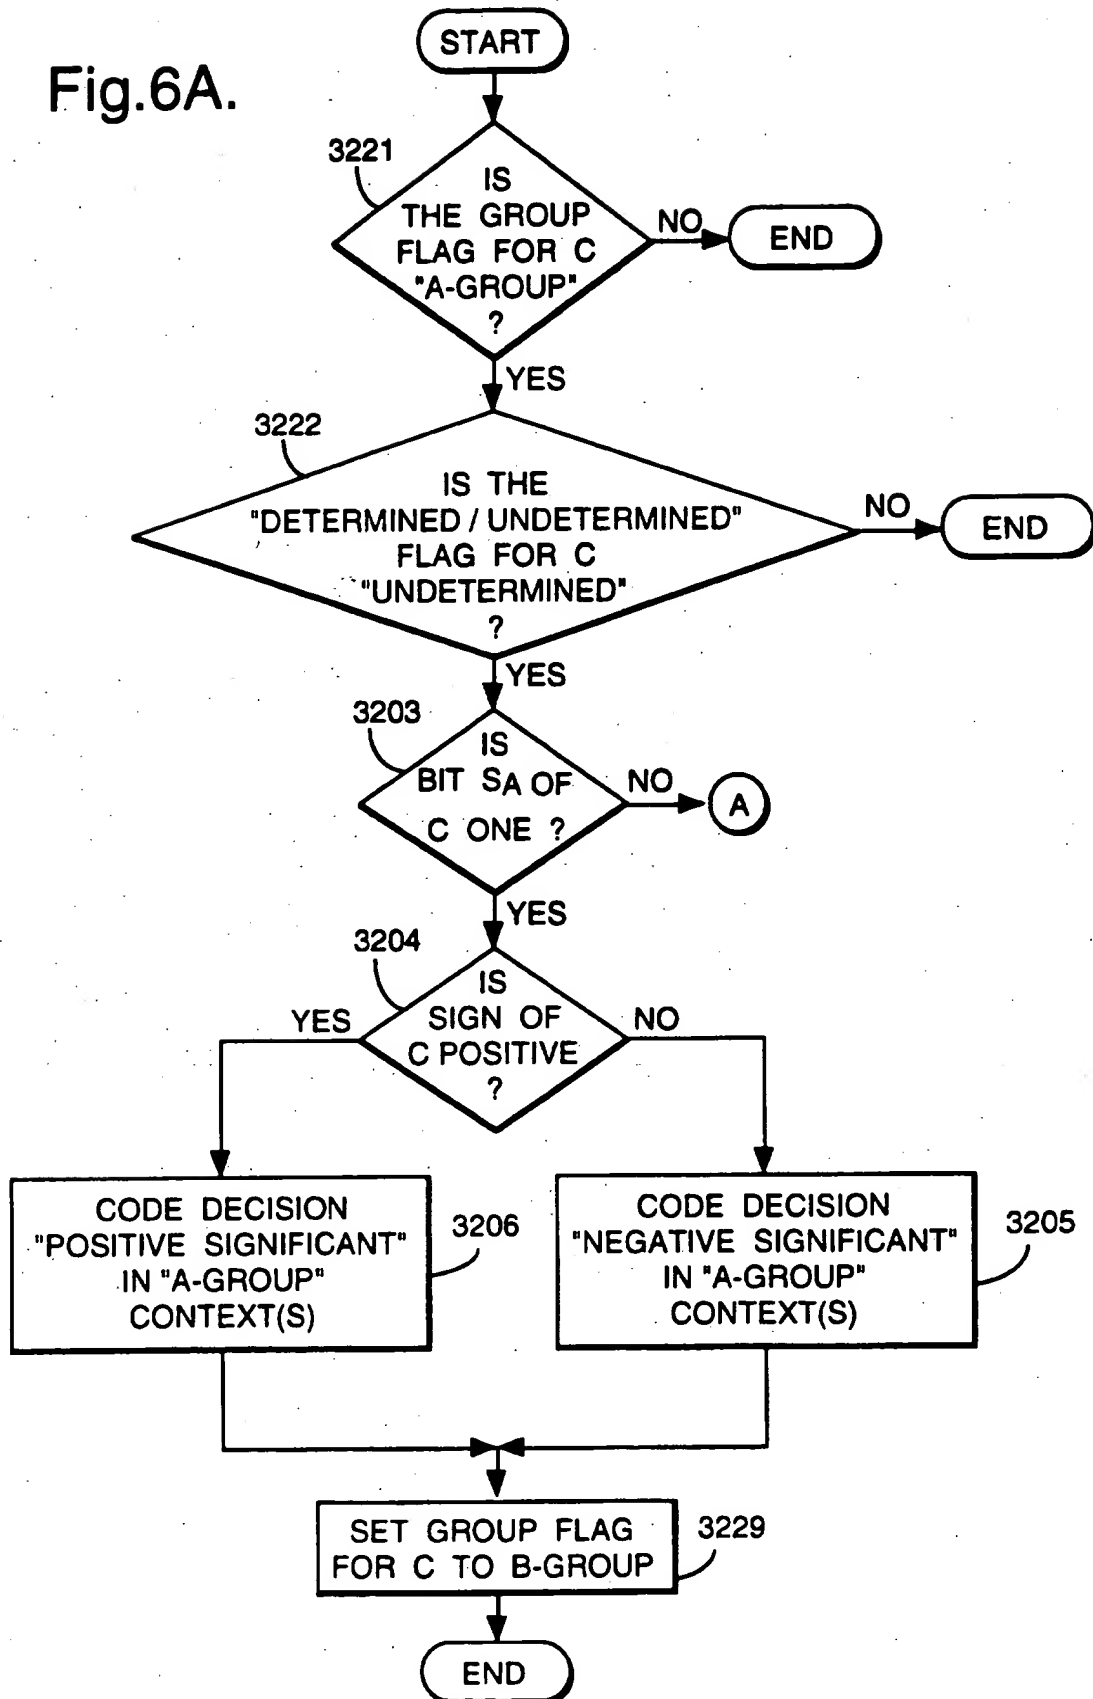 START
Fig.6A.
3221
IS
THE GROUP
FLAG FOR C
"A-GROUP"
?
NO
END
YES
3222
IS THE
"DETERMINED / UNDETERMINED"
FLAG FOR C
"UNDETERMINED"
?
NO
END
YES
3203
IS
BIT SA OF
C ONE ?
NO
A
YES
3204
IS
SIGN OF
C POSITIVE
?
YES
NO
CODE DECISION
"POSITIVE SIGNIFICANT"
IN "A-GROUP"
CONTEXT(S)
3206
CODE DECISION
"NEGATIVE SIGNIFICANT"
IN "A-GROUP"
CONTEXT(S)
3205
SET GROUP FLAG
FOR C TO B-GROUP
3229
END